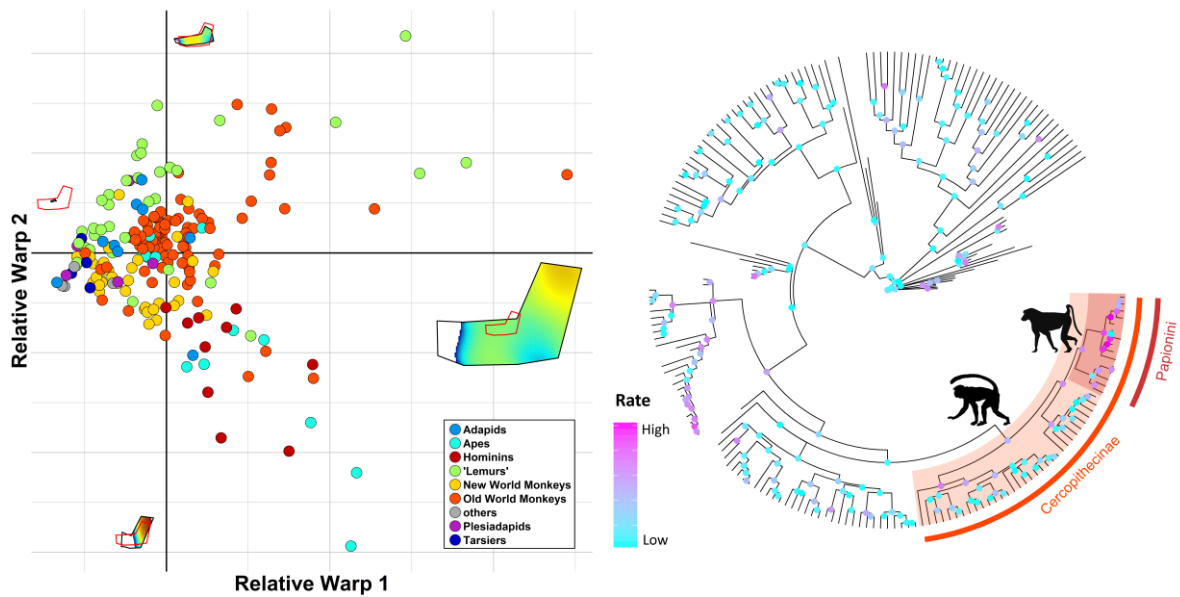 Relative Warp 2
Relative Warp 1
Adapids
Apes
Hominins
'Lemurs'
New World Monkeys
Old World Monkeys
others
Plesiadapids
Tarsiers
Rate
High
Low
Papionini
Cercopithecinae